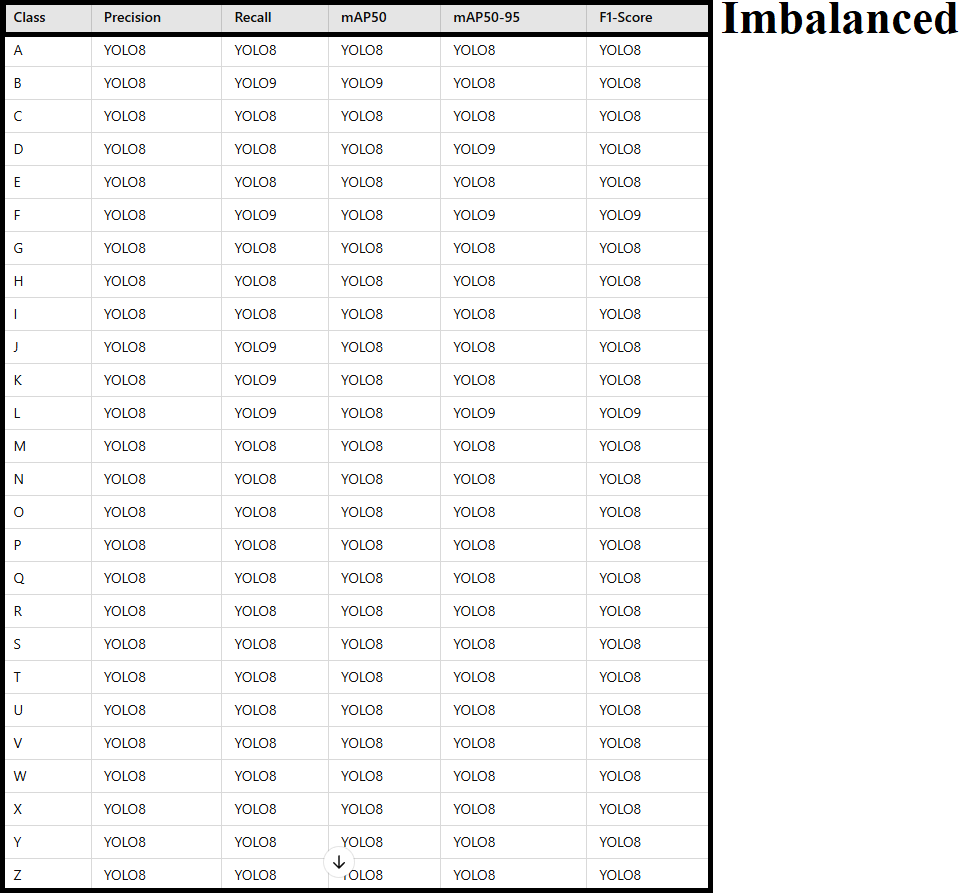 Class Precision Recall mAP50 mAP50-95 F1-Score
Imbalanced
A YOLO8 YOLO8 YOLO8 YOLO8 YOLO8
B YOLO8 YOLO9 YOLO9 YOLO8 YOLO8
C YOLO8 YOLO8 YOLO8 YOLO8 YOLO8
D YOLO8 YOLO8 YOLO8 YOLO9 YOLO8
E YOLO8 YOLO8 YOLO8 YOLO8 YOLO8
F YOLO8 YOLO9 YOLO8 YOLO9 YOLO9
G YOLO8 YOLO8 YOLO8 YOLO8 YOLO8
H YOLO8 YOLO8 YOLO8 YOLO8 YOLO8
I YOLO8 YOLO8 YOLO8 YOLO8 YOLO8
J YOLO8 YOLO9 YOLO8 YOLO8 YOLO8
K YOLO8 YOLO9 YOLO8 YOLO8 YOLO8
L YOLO8 YOLO9 YOLO8 YOLO9 YOLO9
M YOLO8 YOLO8 YOLO8 YOLO8 YOLO8
N YOLO8 YOLO8 YOLO8 YOLO8 YOLO8
O YOLO8 YOLO8 YOLO8 YOLO8 YOLO8
P YOLO8 YOLO8 YOLO8 YOLO8 YOLO8
Q YOLO8 YOLO8 YOLO8 YOLO8 YOLO8
R YOLO8 YOLO8 YOLO8 YOLO8 YOLO8
S YOLO8 YOLO8 YOLO8 YOLO8 YOLO8
T YOLO8 YOLO8 YOLO8 YOLO8 YOLO8
U YOLO8 YOLO8 YOLO8 YOLO8 YOLO8
V YOLO8 YOLO8 YOLO8 YOLO8 YOLO8
W YOLO8 YOLO8 YOLO8 YOLO8 YOLO8
X YOLO8 YOLO8 YOLO8 YOLO8 YOLO8
Y YOLO8 YOLO8 YOLO8 YOLO8 YOLO8
Z YOLO8 YOLO8 YOLO8 YOLO8 YOLO8